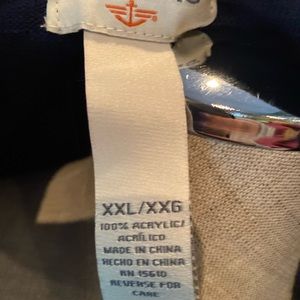 XXL/XXG
100% ACRYLIC/
ACRÍLICO
MADE IN CHINA
HECHO EN CHINA
RN 15610
REVERSE FOR
CARE